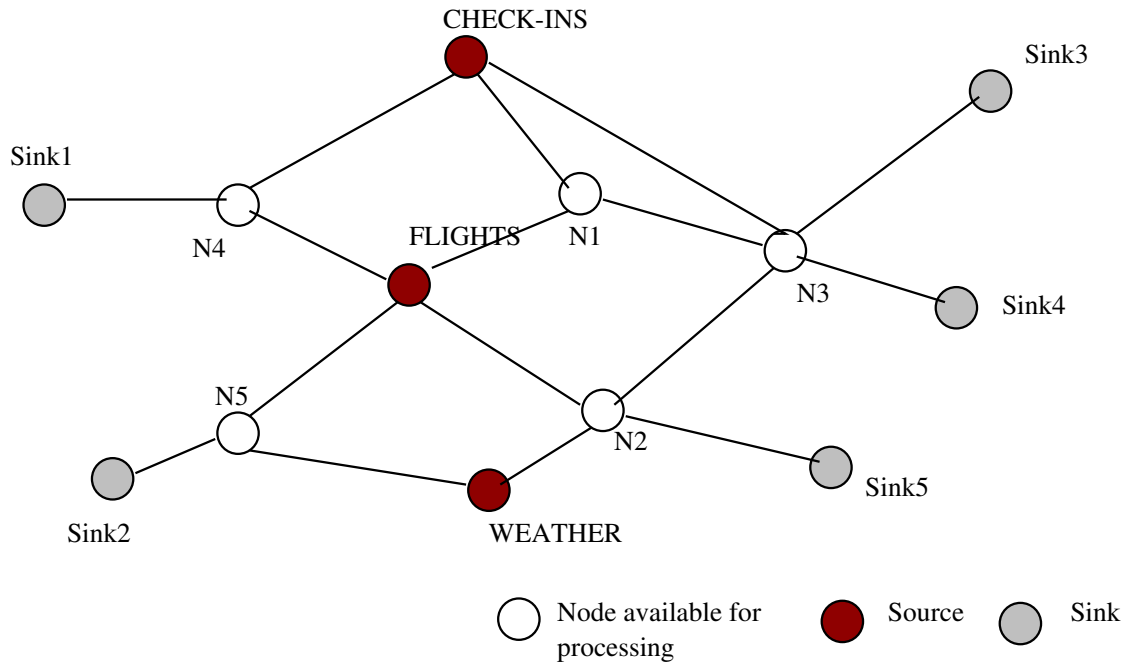 CHECK-INS
Sink3
Sink1
N4
FLIGHTS
N1
N3
Sink4
N5
N2
Sink5
Sink2
WEATHER
Node available for
processing
Source
Sink